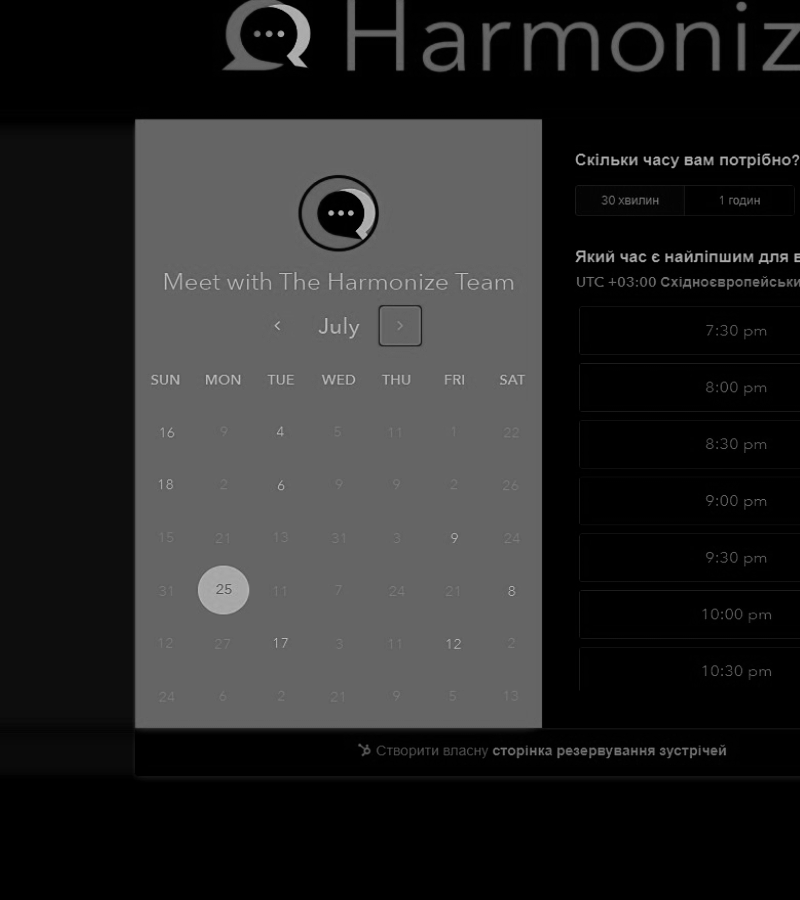 Harmoniz
Meet with The Harmonize Team
July
SUN MON TUE WED THU FRI SAT
16 9 4 5 11 1 22
18 2 6 9 9 2 26
15 21 13 31 3 9 24
31 25 11 7 24 21 8
12 27 17 3 11 12 2
24 6 2 21 9 5 13
Скільки часу вам потрібно?
30 хвилин 1 годин
Який час є найліпшим для в
UTC +03:00 Східноєвропейськи
7:30 pm
8:00 pm
8:30 pm
9:00 pm
9:30 pm
10:00 pm
10:30 pm
Створити власну сторінка резервування зустрічей